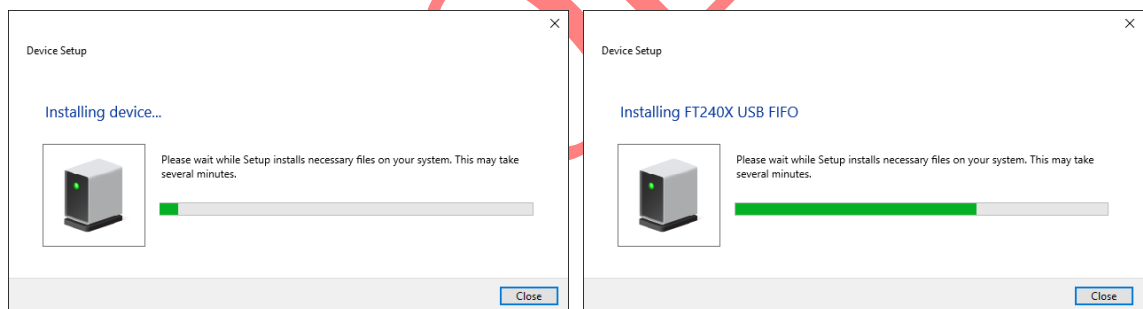 Device Setup
Installing device...
Please wait while Setup installs necessary files on your system. This may take
several minutes.
Close
Device Setup
Installing FT240X USB FIFO
Please wait while Setup installs necessary files on your system. This may take
several minutes.
Close